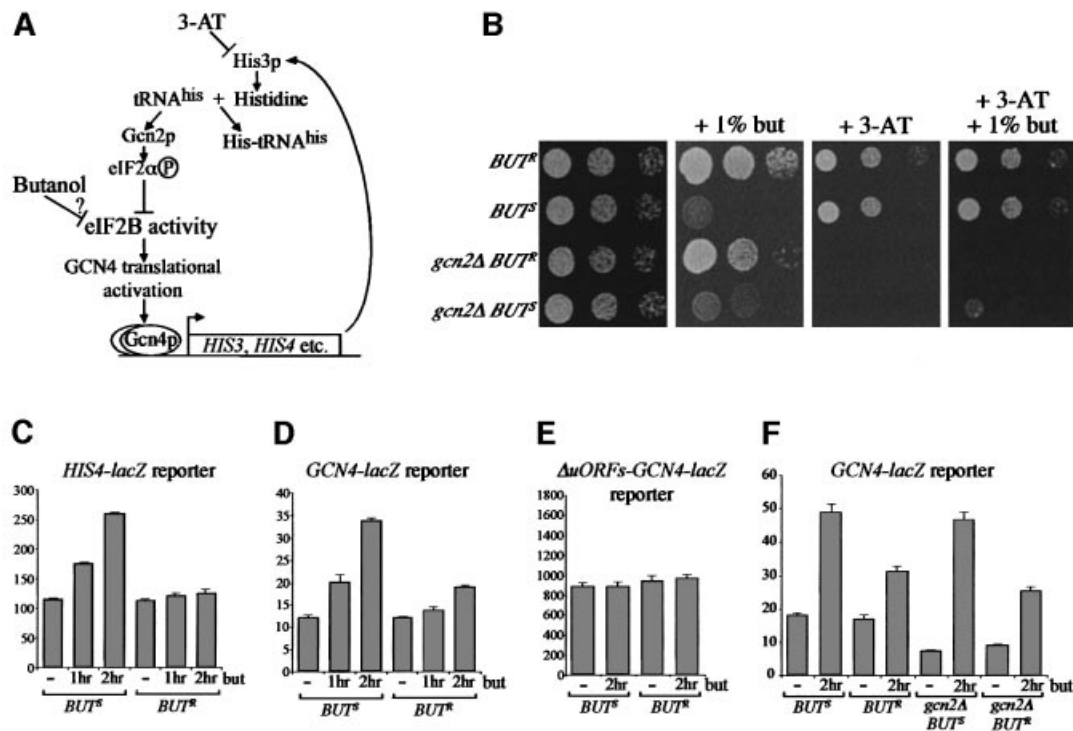 A
3-AT
His3p
tRNAhis + Histidine
Gcn2p
His-tRNAhis
eIF2α P
Butanol
?
eIF2B activity
GCN4 translational
activation
Gcn4p
HIS3, HIS4 etc.
B
+ 1% but
+ 3-AT
+ 3-AT
+ 1% but
BUTR
BUTS
gcn2Δ BUTR
gcn2Δ BUTS
C
HIS4-lacZ reporter
300
250
200
150
100
50
0
- 1hr 2hr - 1hr 2hr but
BUTS BUTR
D
GCN4-lacZ reporter
40
35
30
25
20
15
10
5
0
- 1hr 2hr - 1hr 2hr but
BUTS BUTR
E
ΔuORFs-GCN4-lacZ
reporter
1800
1600
1400
1200
1000
800
600
400
200
0
- 2hr - 2hr but
BUTS BUTR
F
GCN4-lacZ reporter
60
50
40
30
20
10
0
- 2hr - 2hr - 2hr - 2hr but
BUTS BUTR gcn2Δ BUTS gcn2Δ BUTR